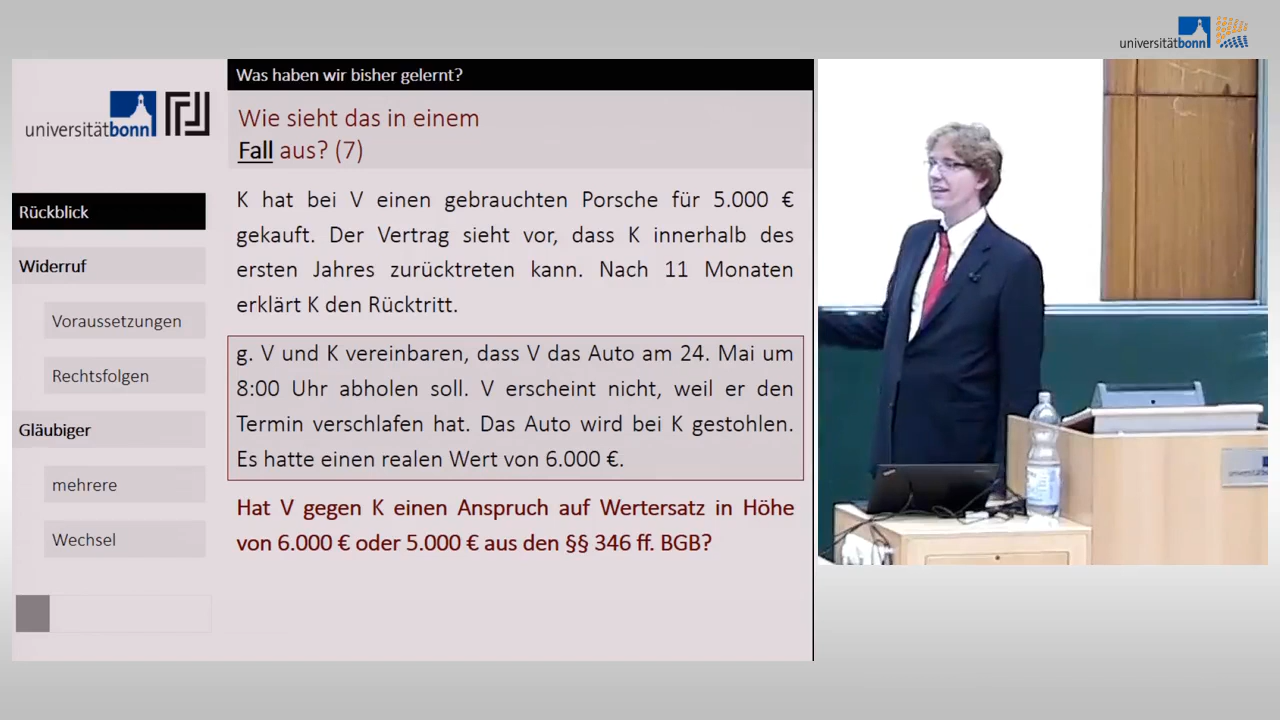 universitätbonn
Was haben wir bisher gelernt?
universitätbonn
Wie sieht das in einem
Fall aus? (7)
Rückblick
Widerruf
Voraussetzungen
Rechtsfolgen
Gläubiger
mehrere
Wechsel
K hat bei V einen gebrauchten Porsche für 5.000 €
gekauft. Der Vertrag sieht vor, dass K innerhalb des
ersten Jahres zurücktreten kann. Nach 11 Monaten
erklärt K den Rücktritt.
g. V und K vereinbaren, dass V das Auto am 24. Mai um
8:00 Uhr abholen soll. V erscheint nicht, weil er den
Termin verschlafen hat. Das Auto wird bei K gestohlen.
Es hatte einen realen Wert von 6.000 €.
Hat V gegen K einen Anspruch auf Wertersatz in Höhe
von 6.000 € oder 5.000 € aus den §§ 346 ff. BGB?